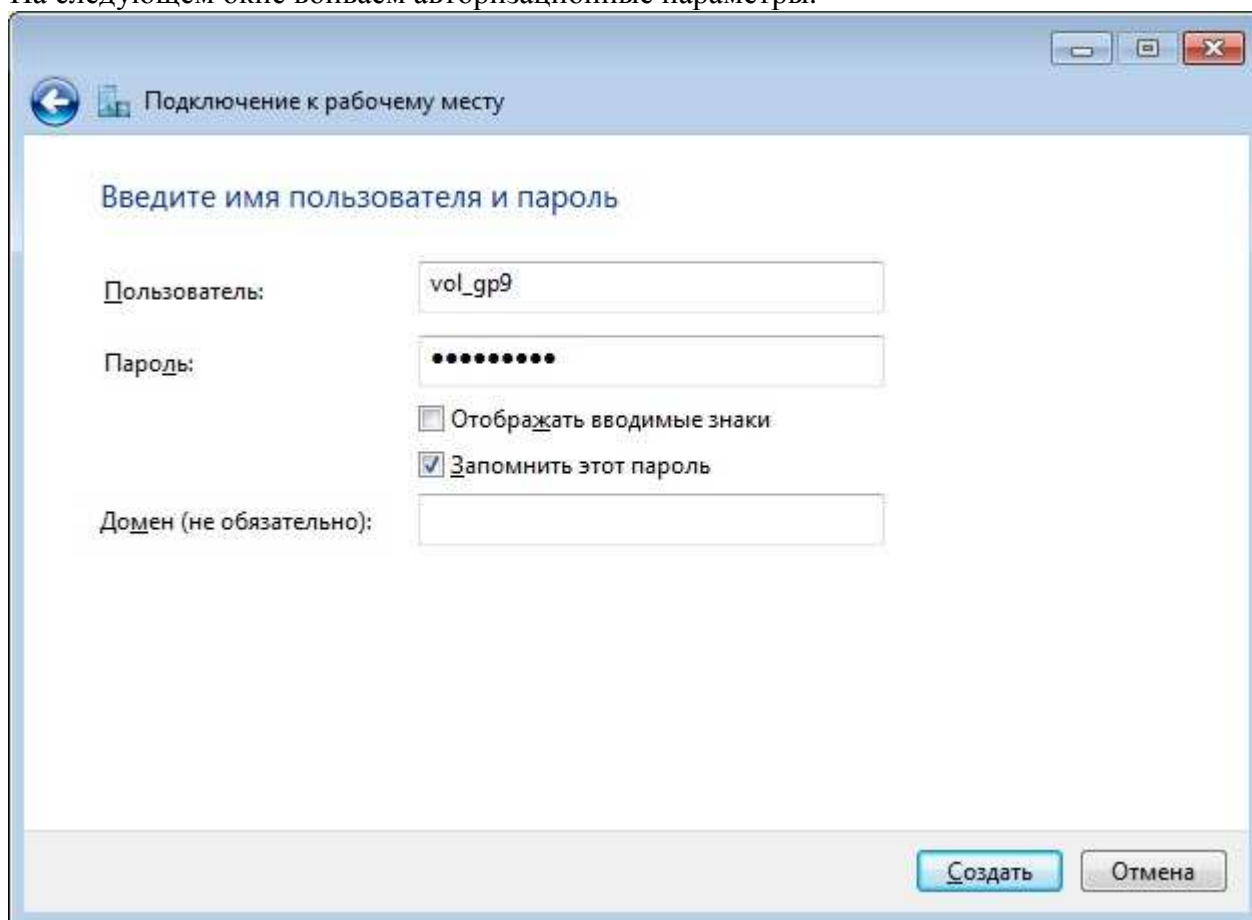 На следующем окне вбиваем авторизационные параметры.
Подключение к рабочему месту
Введите имя пользователя и пароль
Пользователь:
vol_gp9
Пароль:
•••••••••
Отображать вводимые знаки
Запомнить этот пароль
Домен (не обязательно):
Создать
Отмена